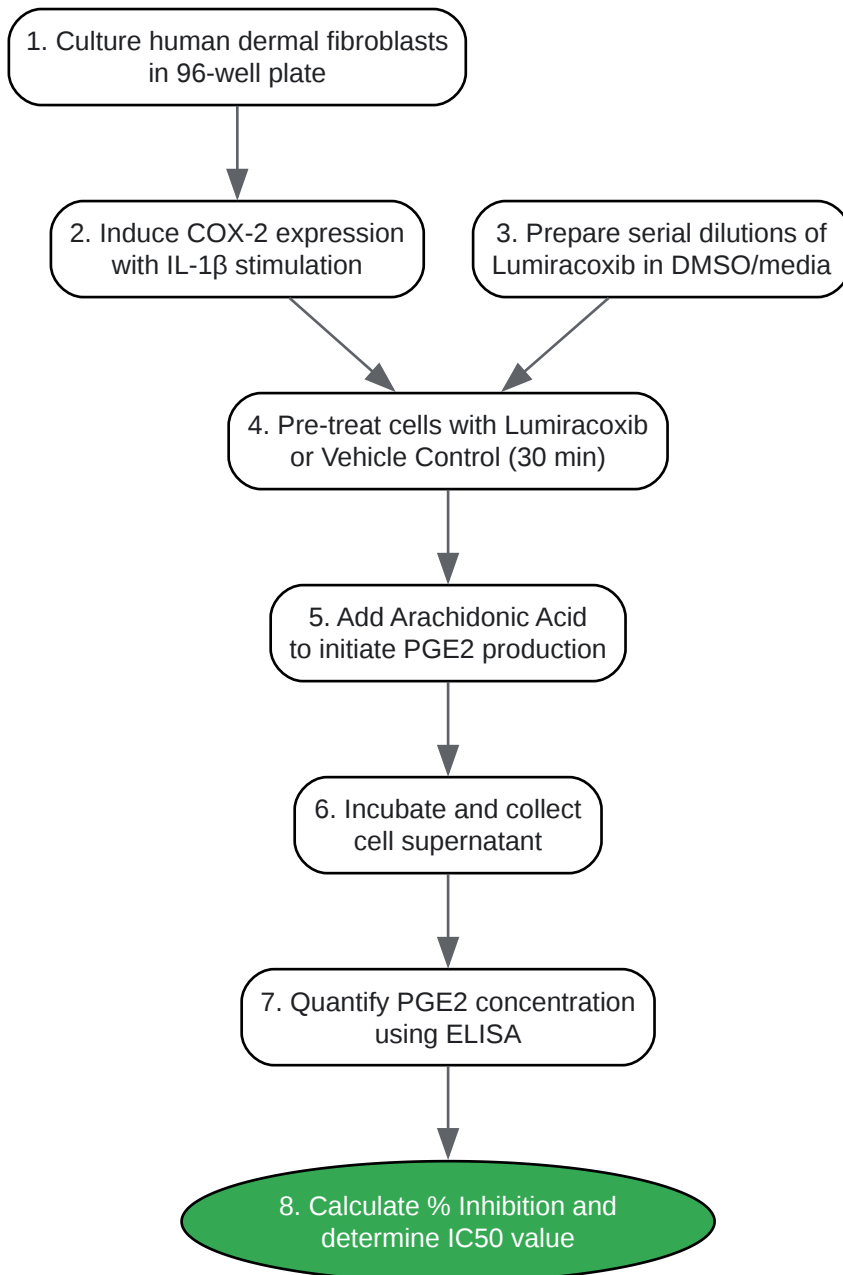 1. Culture human dermal fibroblasts
in 96-well plate
2. Induce COX-2 expression
with IL-1β stimulation
3. Prepare serial dilutions of
Lumiracoxib in DMSO/media
4. Pre-treat cells with Lumiracoxib
or Vehicle Control (30 min)
5. Add Arachidonic Acid
to initiate PGE2 production
6. Incubate and collect
cell supernatant
7. Quantify PGE2 concentration
using ELISA
8. Calculate % Inhibition and
determine IC50 value